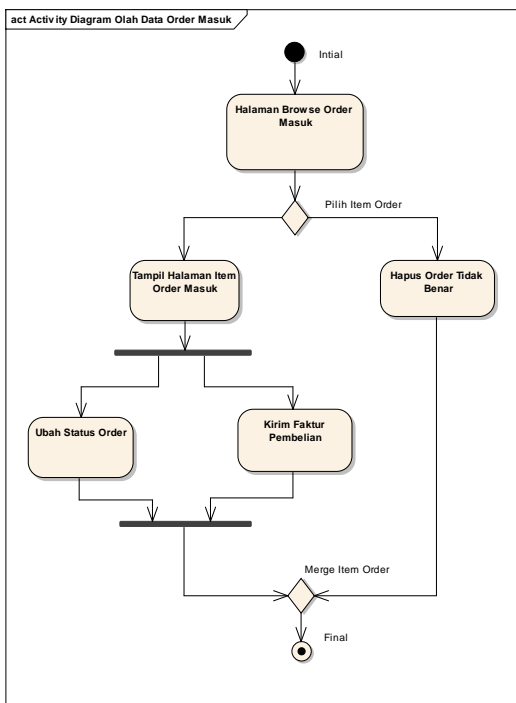 act Activity Diagram Olah Data Order Masuk
Intial
Halaman Browse Order
Masuk
Pilih Item Order
Tampil Halaman Item
Order Masuk
Hapus Order Tidak
Benar
Ubah Status Order
Kirim Faktur
Pembelian
Merge Item Order
Final